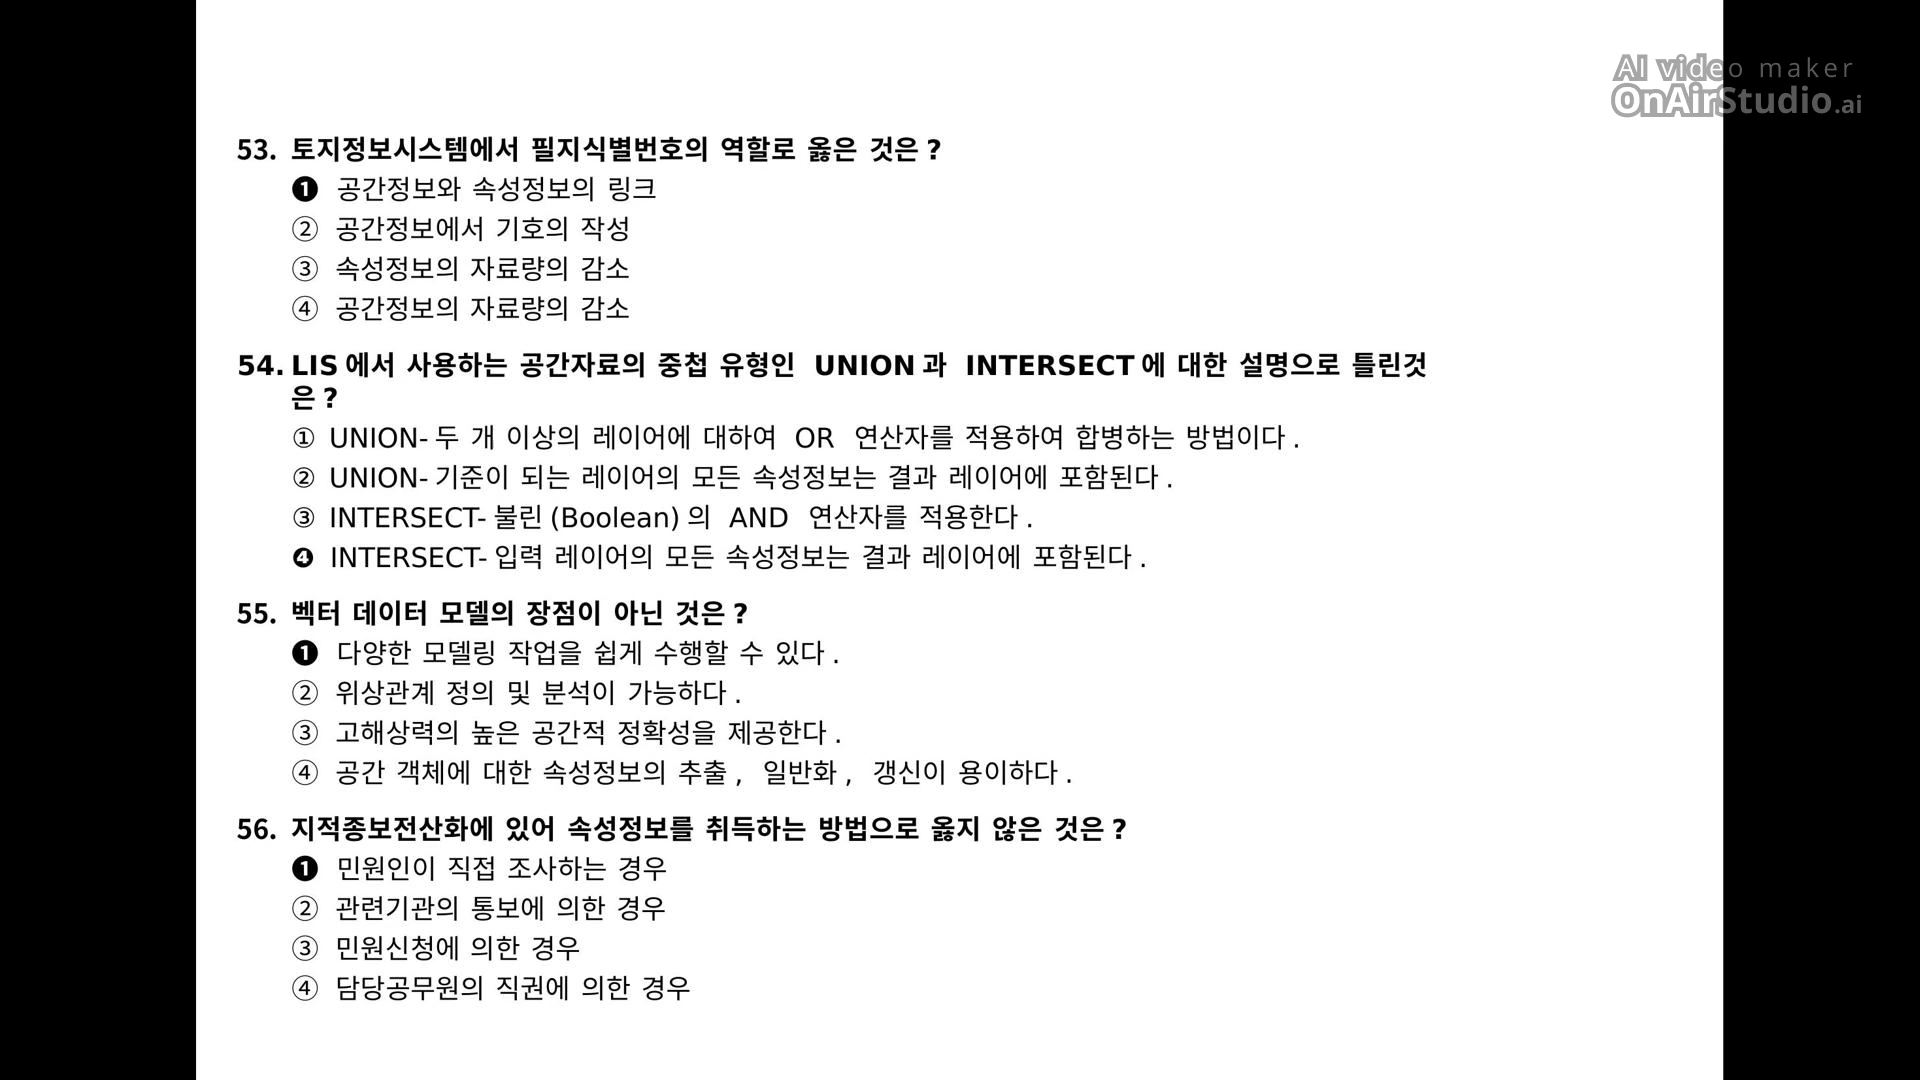 AI video maker
OnAirStudio.ai
53. 토지정보시스템에서 필지식별번호의 역할로 옳은 것은?
❶ 공간정보와 속성정보의 링크
② 공간정보에서 기호의 작성
③ 속성정보의 자료량의 감소
④ 공간정보의 자료량의 감소
54. LIS에서 사용하는 공간자료의 중첩 유형인 UNION과 INTERSECT에 대한 설명으로 틀린것
은?
① UNION-두 개 이상의 레이어에 대하여 OR 연산자를 적용하여 합병하는 방법이다.
② UNION-기준이 되는 레이어의 모든 속성정보는 결과 레이어에 포함된다.
③ INTERSECT-불린(Boolean)의 AND 연산자를 적용한다.
❹ INTERSECT-입력 레이어의 모든 속성정보는 결과 레이어에 포함된다.
55. 벡터 데이터 모델의 장점이 아닌 것은?
❶ 다양한 모델링 작업을 쉽게 수행할 수 있다.
② 위상관계 정의 및 분석이 가능하다.
③ 고해상력의 높은 공간적 정확성을 제공한다.
④ 공간 객체에 대한 속성정보의 추출, 일반화, 갱신이 용이하다.
56. 지적종보전산화에 있어 속성정보를 취득하는 방법으로 옳지 않은 것은?
❶ 민원인이 직접 조사하는 경우
② 관련기관의 통보에 의한 경우
③ 민원신청에 의한 경우
④ 담당공무원의 직권에 의한 경우